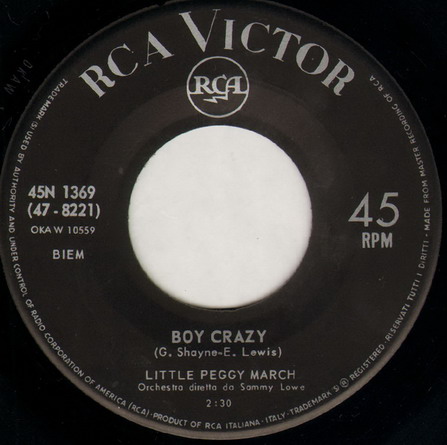 RCA VICTOR
RCA
45N 1369
(47-8221)
OKAW 10559
BIEM
45
RPM
BOY CRAZY
(G. Shayne-E. Lewis)
LITTLE PEGGY MARCH
Orchestra diretta da Sammy Lowe
2:30
TRADEMARK(S) USED BY AUTHORITY AND UNDER CONTROL OF RADIO CORPORATION OF AMERICA (RCA)·PRODUCT OF RCA ITALIANA·ITALY·TRADEMARK(S) ® REGISTERED. RISERVATI TUTTI I DIRITTI - MADE FROM MASTER RECORDING OF RCA